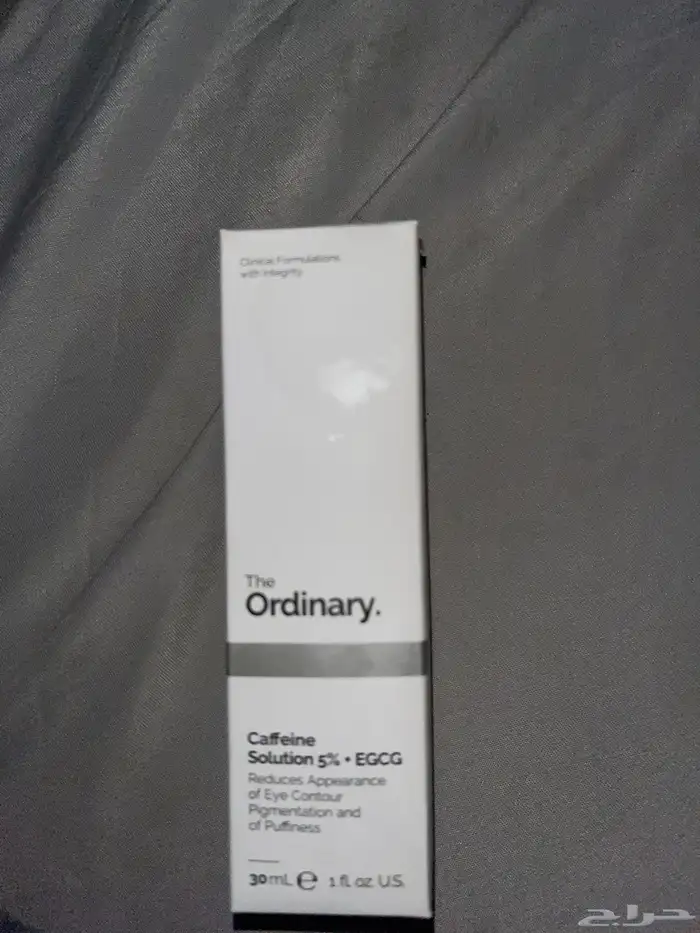 Clinical Formulations
with Integrity
The
Ordinary.
Caffeine
Solution 5% + EGCG
Reduces Appearance
of Eye Contour
Pigmentation and
of Puffiness
30mL ℮ 1 fl. oz. U.S.
حراج